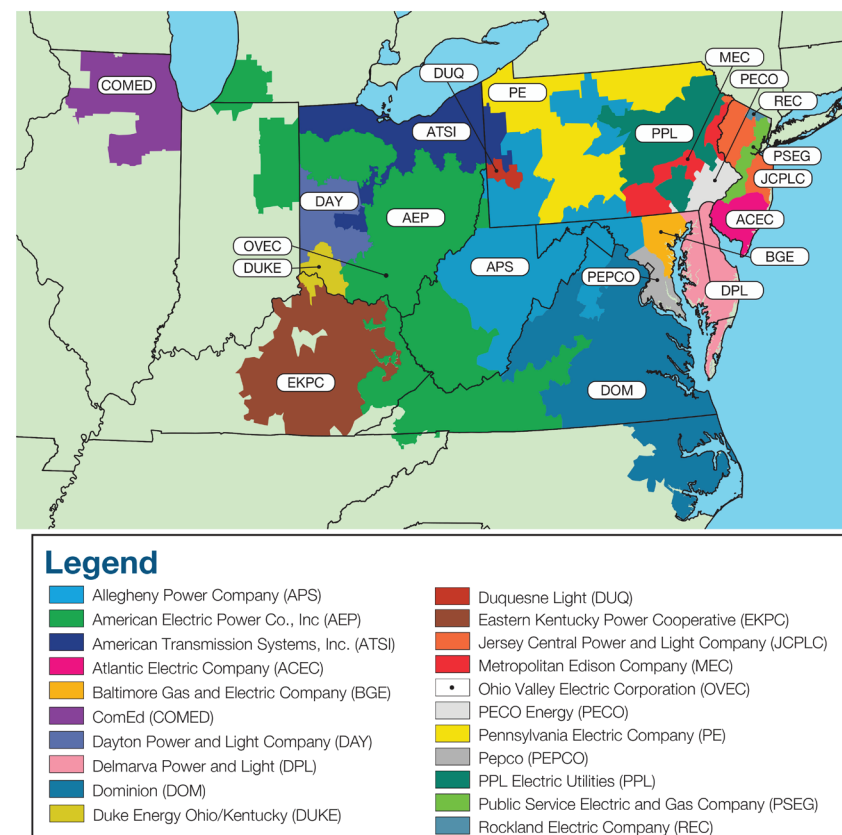 MEC
DUQ
PECO
COMED
PE
REC
ATSI
PPL
PSEG
JCPLC
DAY
AEP
ACEC
OVEC
BGE
DUKE
APS
PEPCO
DPL
EKPC
DOM
Legend
Allegheny Power Company (APS)
American Electric Power Co., Inc (AEP)
American Transmission Systems, Inc. (ATSI)
Atlantic Electric Company (ACEC)
Baltimore Gas and Electric Company (BGE)
ComEd (COMED)
Dayton Power and Light Company (DAY)
Delmarva Power and Light (DPL)
Dominion (DOM)
Duke Energy Ohio/Kentucky (DUKE)
Duquesne Light (DUQ)
Eastern Kentucky Power Cooperative (EKPC)
Jersey Central Power and Light Company (JCPLC)
Metropolitan Edison Company (MEC)
Ohio Valley Electric Corporation (OVEC)
PECO Energy (PECO)
Pennsylvania Electric Company (PE)
Pepco (PEPCO)
PPL Electric Utilities (PPL)
Public Service Electric and Gas Company (PSEG)
Rockland Electric Company (REC)